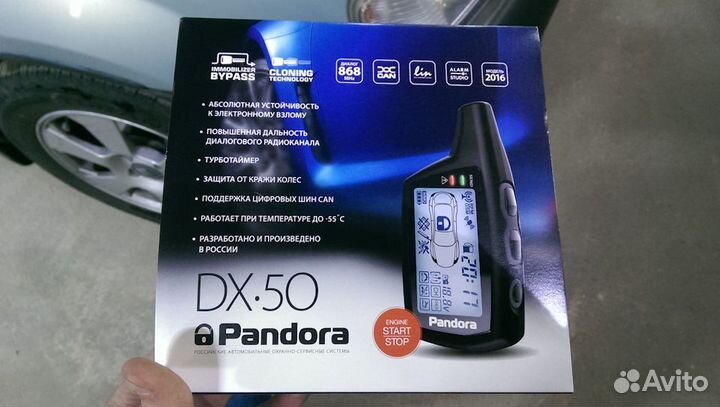 IMMOBILIZER
BYPASS
CLONING
TECHNOLOGY
ДИАЛОГ
868
MHz
CAN
lin
ALARM
STUDIO
МОДЕЛЬ
2016
• АБСОЛЮТНАЯ УСТОЙЧИВОСТЬ
К ЭЛЕКТРОННОМУ ВЗЛОМУ
• ПОВЫШЕННАЯ ДАЛЬНОСТЬ
ДИАЛОГОВОГО РАДИОКАНАЛА
• ТУРБОТАЙМЕР
• ЗАЩИТА ОТ КРАЖИ КОЛЕС
• ПОДДЕРЖКА ЦИФРОВЫХ ШИН CAN
• РАБОТАЕТ ПРИ ТЕМПЕРАТУРЕ ДО -55˚C
• РАЗРАБОТАНО И ПРОИЗВЕДЕНО
В РОССИИ
DX·50
Pandora
РОССИЙСКИЕ АВТОМОБИЛЬНЫЕ ОХРАННО-СЕРВИСНЫЕ СИСТЕМЫ
ENGINE
START
STOP
11:02
Pandora
Avito